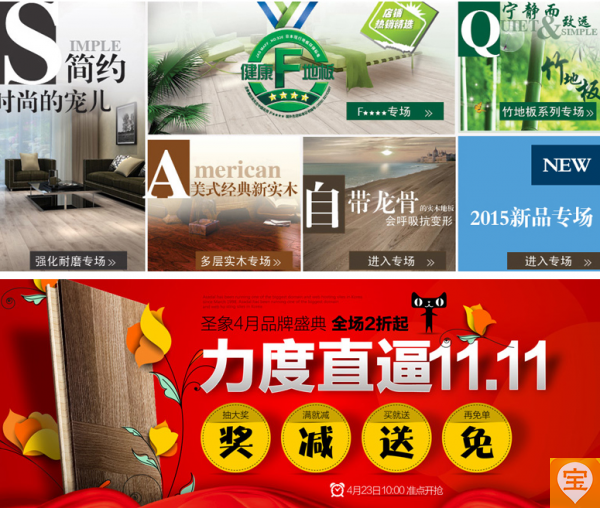 S
IMPLE
简约
时尚的宠儿
强化耐磨专场 »
店铺
热销精选
健康F地板
★★★★
F★★★★专场 »
宁静而致远
QUIET&SIMPLE
竹地板
竹地板系列专场 »
American
美式经典新实木
多层实木专场 »
自带龙骨的实木地板
会呼吸抗变形
进入专场 »
NEW
2015新品专场
进入专场 »
圣象4月品牌盛典 全场2折起
力度直逼11.11
抽大奖 满就减 买就送 再免单
奖 减 送 免
4月23日10:00 准点开抢
宝